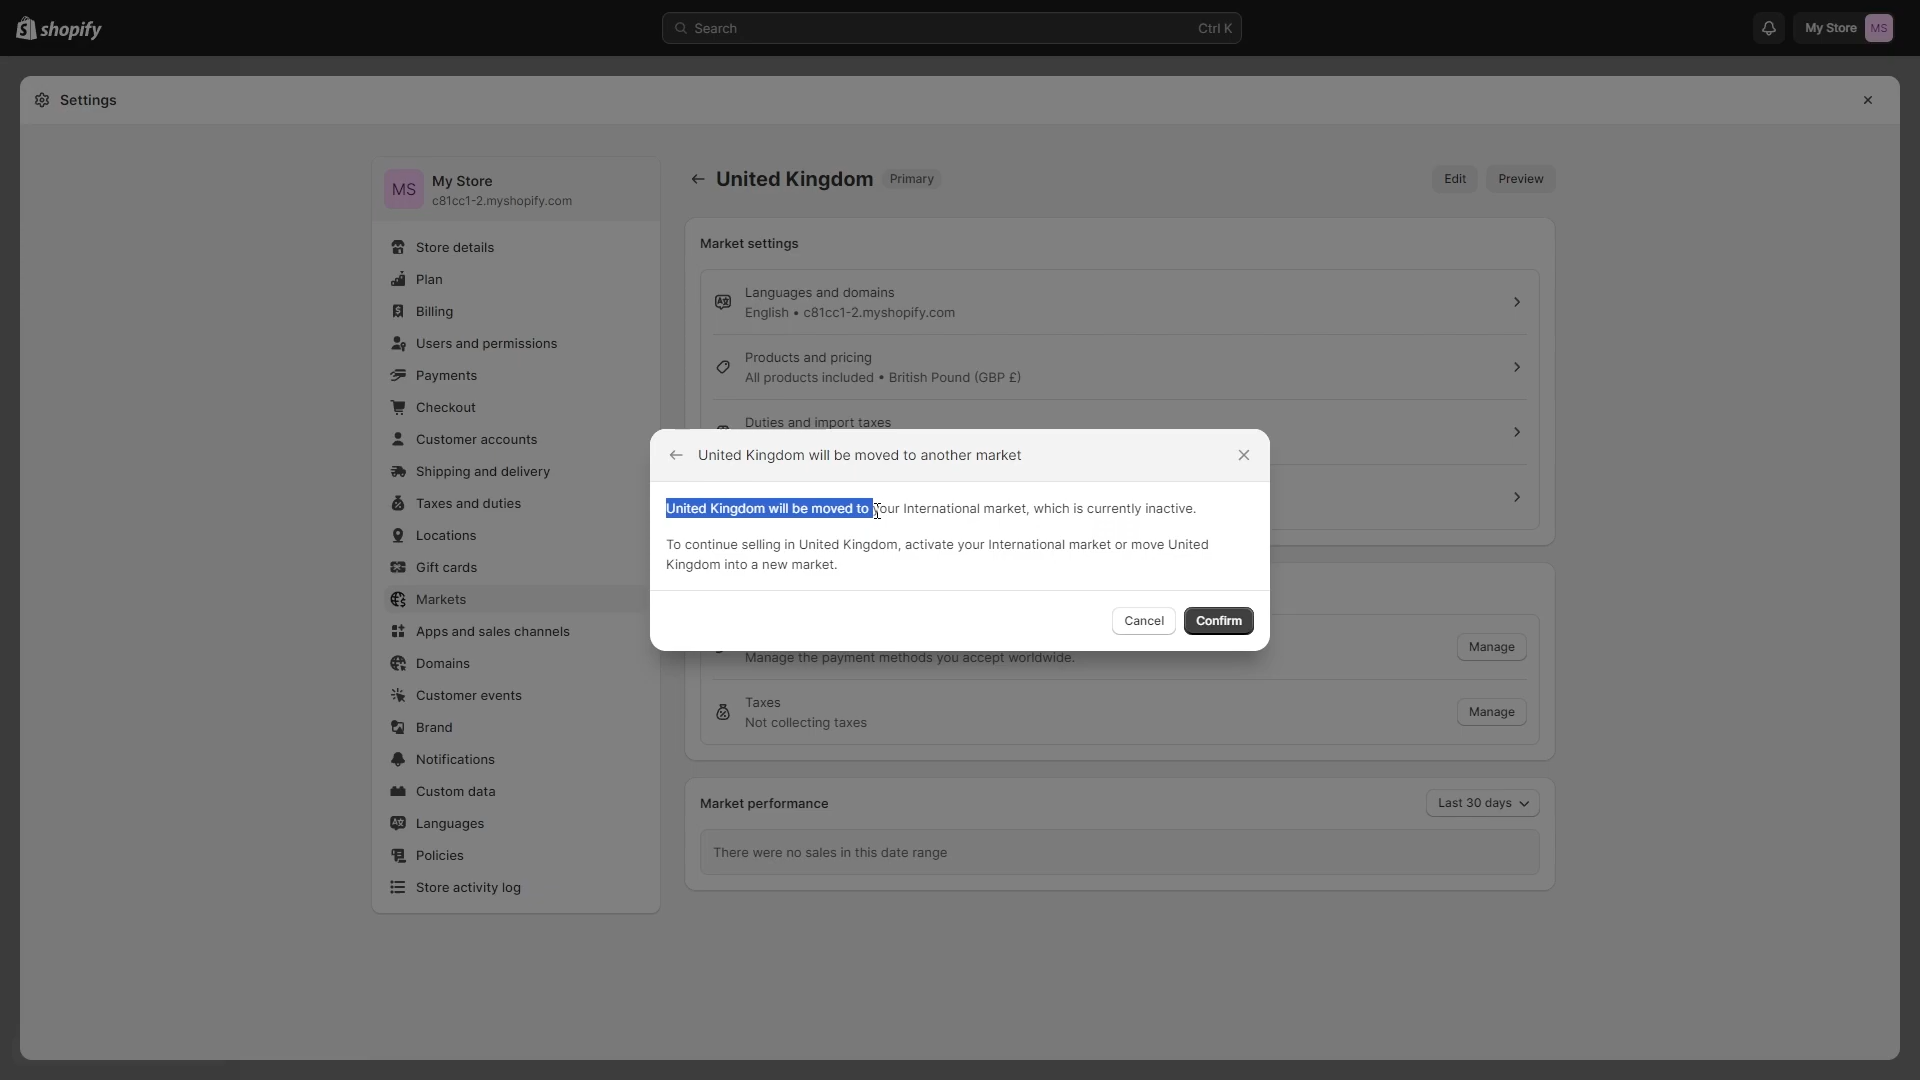 shopify
Search
Ctrl K
My Store
MS
Settings
MS
My Store
c81cc1-2.myshopify.com
Store details
Plan
Billing
Users and permissions
Payments
Checkout
Customer accounts
Shipping and delivery
Taxes and duties
Locations
Gift cards
Markets
Apps and sales channels
Domains
Customer events
Brand
Notifications
Custom data
Languages
Policies
Store activity log
United Kingdom
Primary
Edit
Preview
Market settings
Languages and domains
English • c81cc1-2.myshopify.com
Products and pricing
All products included • British Pound (GBP £)
Duties and import taxes
United Kingdom will be moved to another market
United Kingdom will be moved to your International market, which is currently inactive.
To continue selling in United Kingdom, activate your International market or move United
Kingdom into a new market.
Cancel
Confirm
Manage the payment methods you accept worldwide.
Manage
Taxes
Not collecting taxes
Manage
Market performance
Last 30 days
There were no sales in this date range